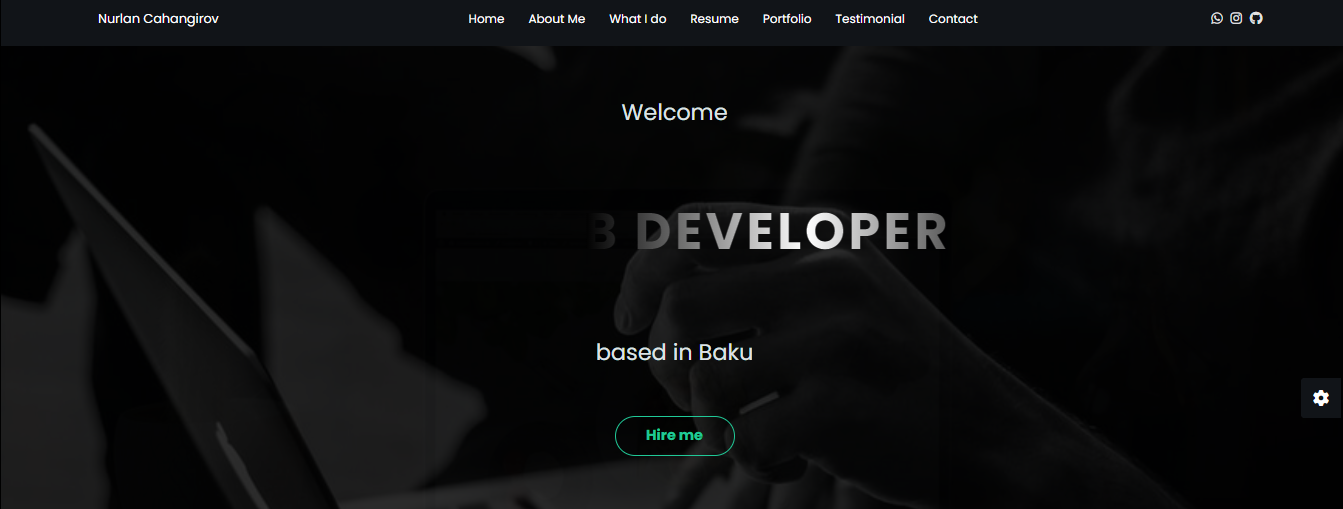 Nurlan Cahangirov
Home About Me What I do Resume Portfolio Testimonial Contact
Welcome
B DEVELOPER
based in Baku
Hire me